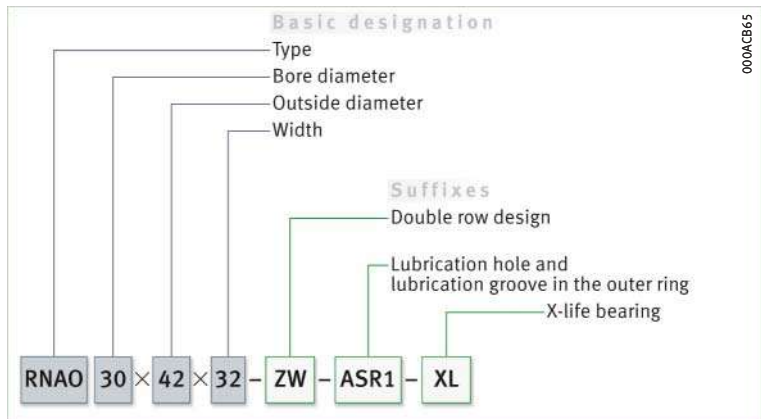 Basic designation
Type
Bore diameter
Outside diameter
Width
Suffixes
Double row design
Lubrication hole and
lubrication groove in the outer ring
X-life bearing
RNAO 30 × 42 × 32 – ZW – ASR1 – XL
000ACB65